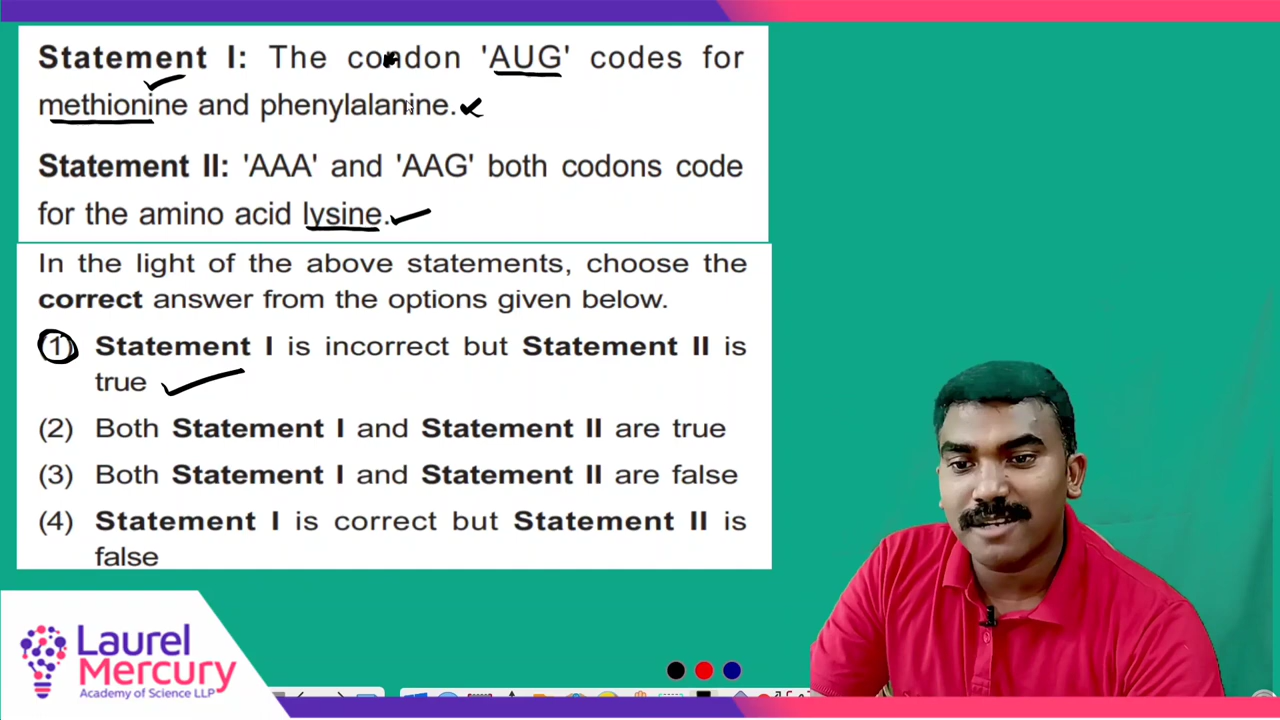 Statement I: The condon 'AUG' codes for
methionine and phenylalanine.
Statement II: 'AAA' and 'AAG' both codons code
for the amino acid lysine.
In the light of the above statements, choose the
correct answer from the options given below.
(1) Statement I is incorrect but Statement II is
true
(2) Both Statement I and Statement II are true
(3) Both Statement I and Statement II are false
(4) Statement I is correct but Statement II is
false
Laurel
Mercury
Academy of Science LLP